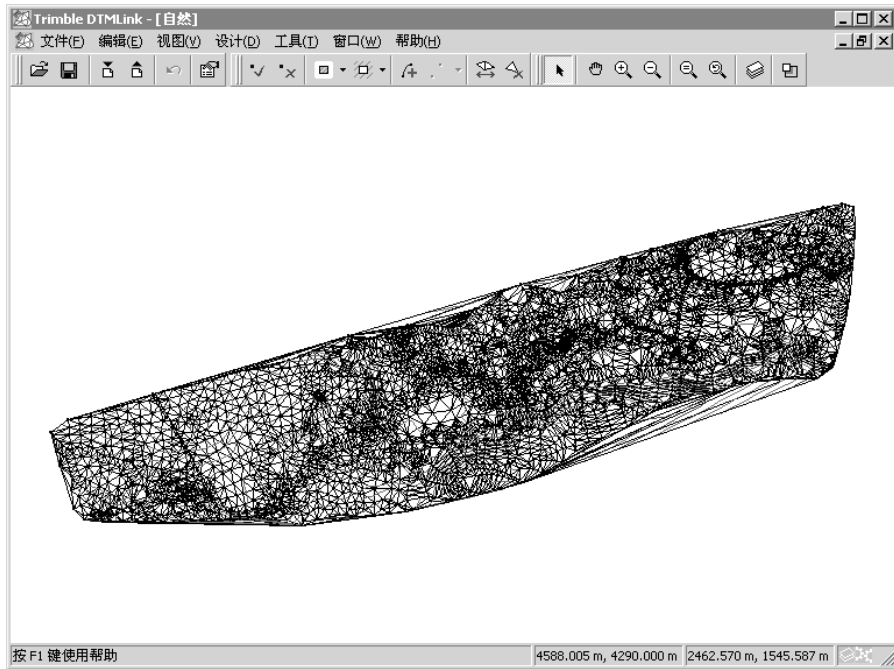 Trimble DTMLink - [自然]
文件(F) 编辑(E) 视图(V) 设计(D) 工具(T) 窗口(W) 帮助(H)
按 F1 键使用帮助 4588.005 m, 4290.000 m 2462.570 m, 1545.587 m